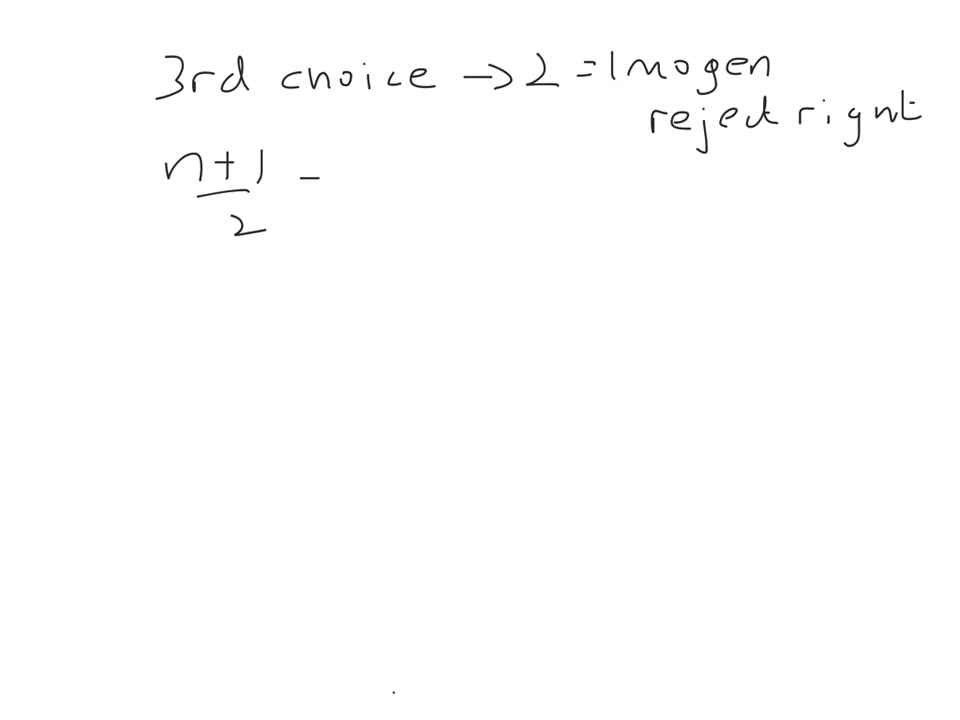 3rd choice → 2 = Imogen
reject right
n+1 –
2